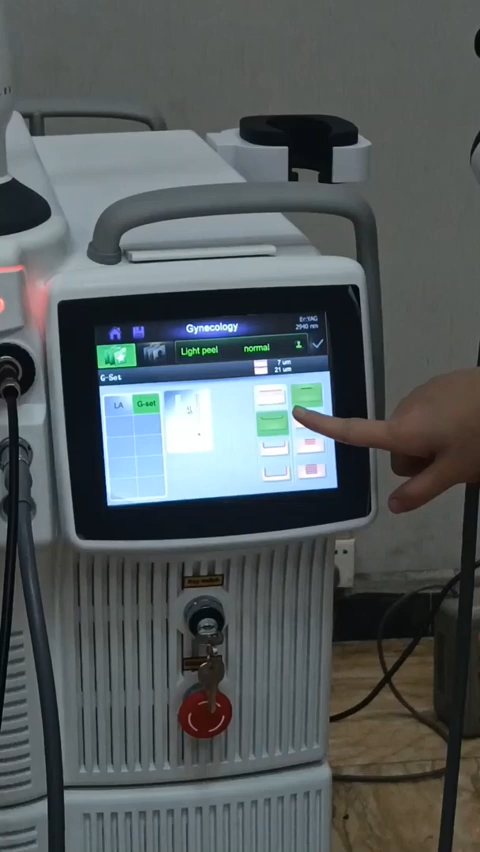 Gynecology
Er:YAG
2940 nm
Light peel normal
7 um
21 um
G-Set
LA G-set